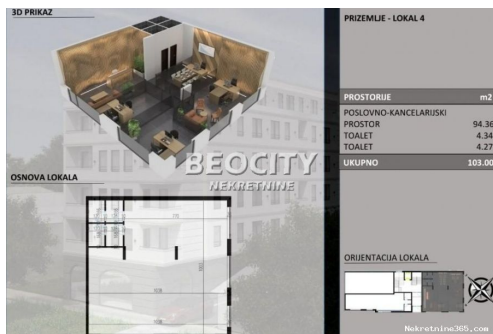 3D PRIKAZ
BEOCITY
NEKRETNINE
OSNOVA LOKALA
PRIZEMLJE - LOKAL 4
PROSTORIJE m2
POSLOVNO-KANCELARIJSKI
PROSTOR 94.36
TOALET 4.34
TOALET 4.27
UKUPNO 103.00
ORIJENTACIJA LOKALA
Nekretnine365.com